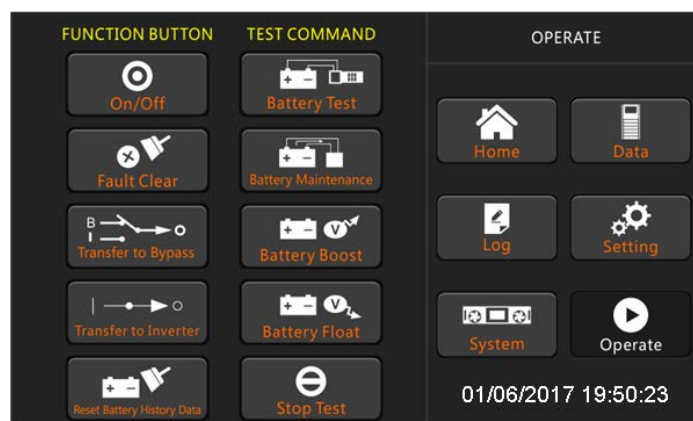 FUNCTION BUTTON
TEST COMMAND
OPERATE
On/Off
Battery Test
Fault Clear
Battery Maintenance
B
I
Transfer to Bypass
V
Battery Boost
Transfer to Inverter
V
Battery Float
Reset Battery History Data
Stop Test
Home
Data
Log
Setting
System
Operate
01/06/2017 19:50:23